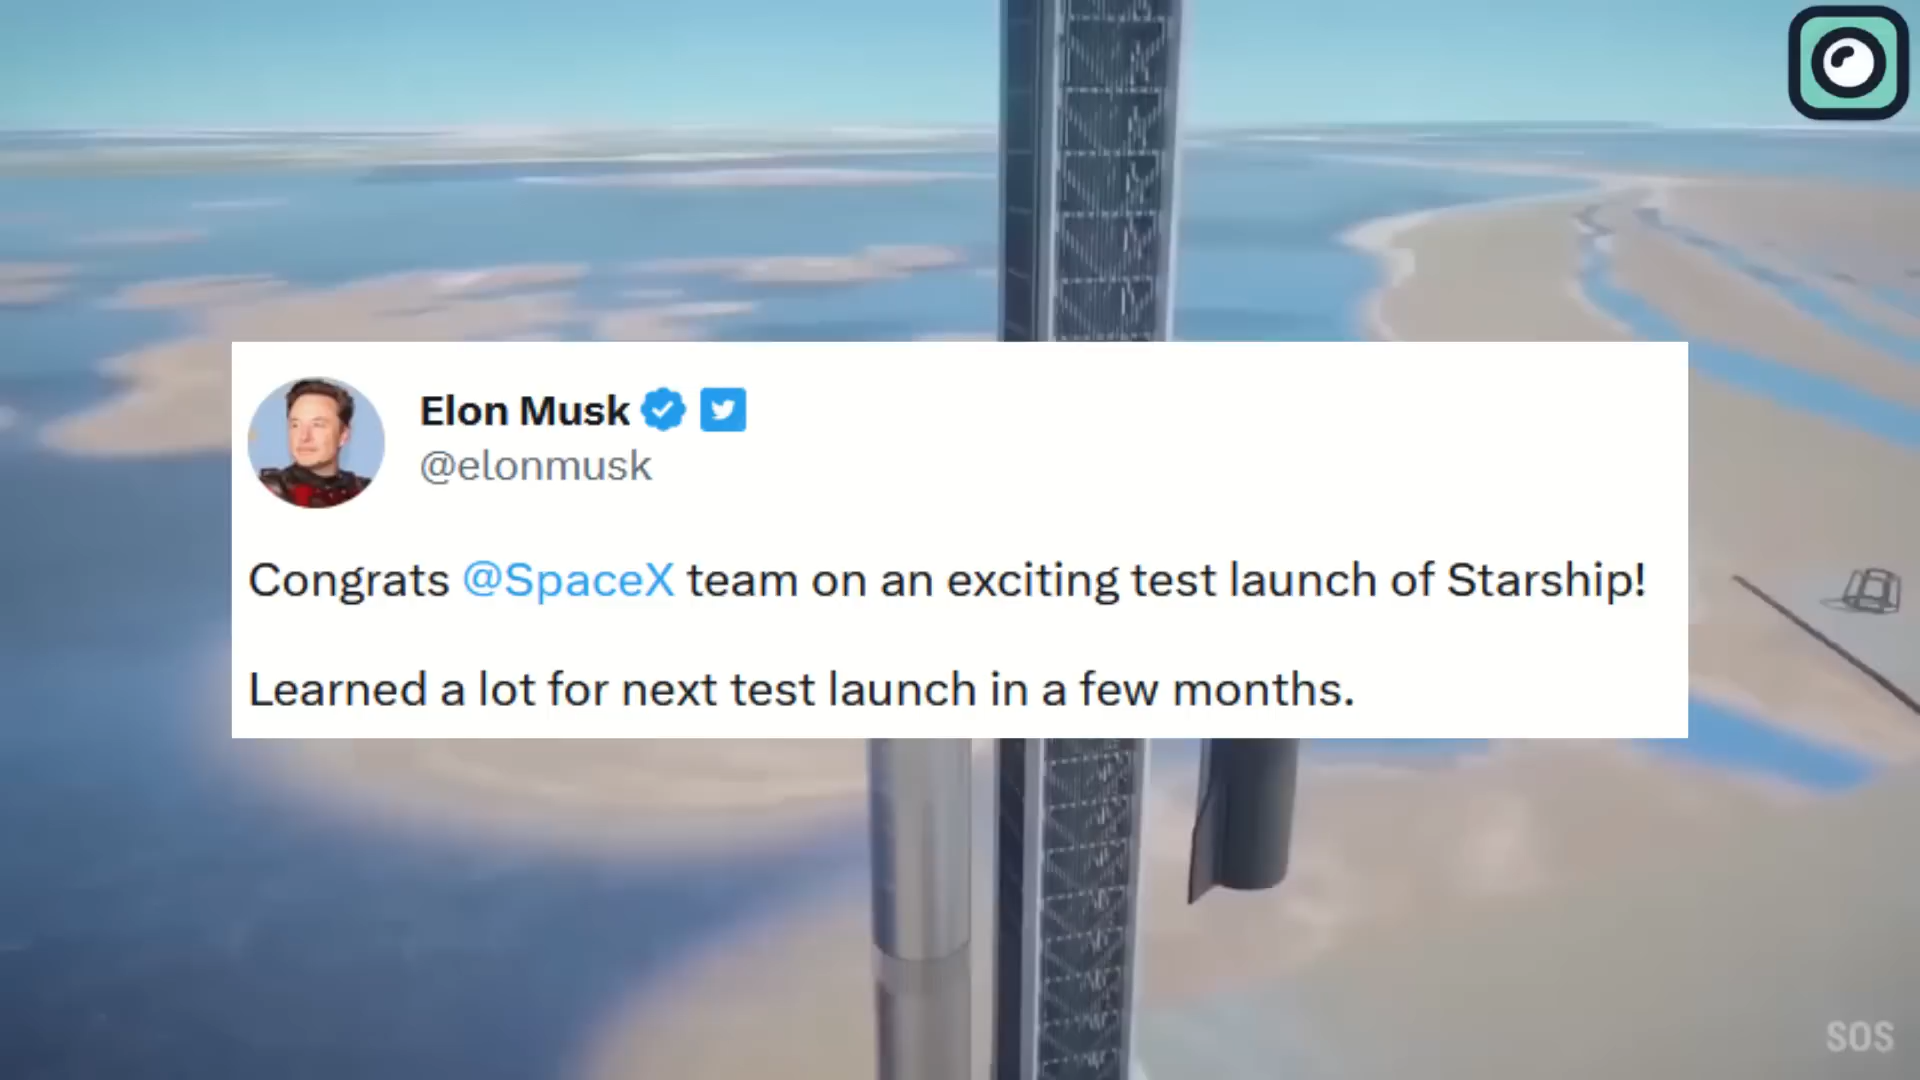 Elon Musk
@elonmusk
Congrats @SpaceX team on an exciting test launch of Starship!
Learned a lot for next test launch in a few months.
SOS